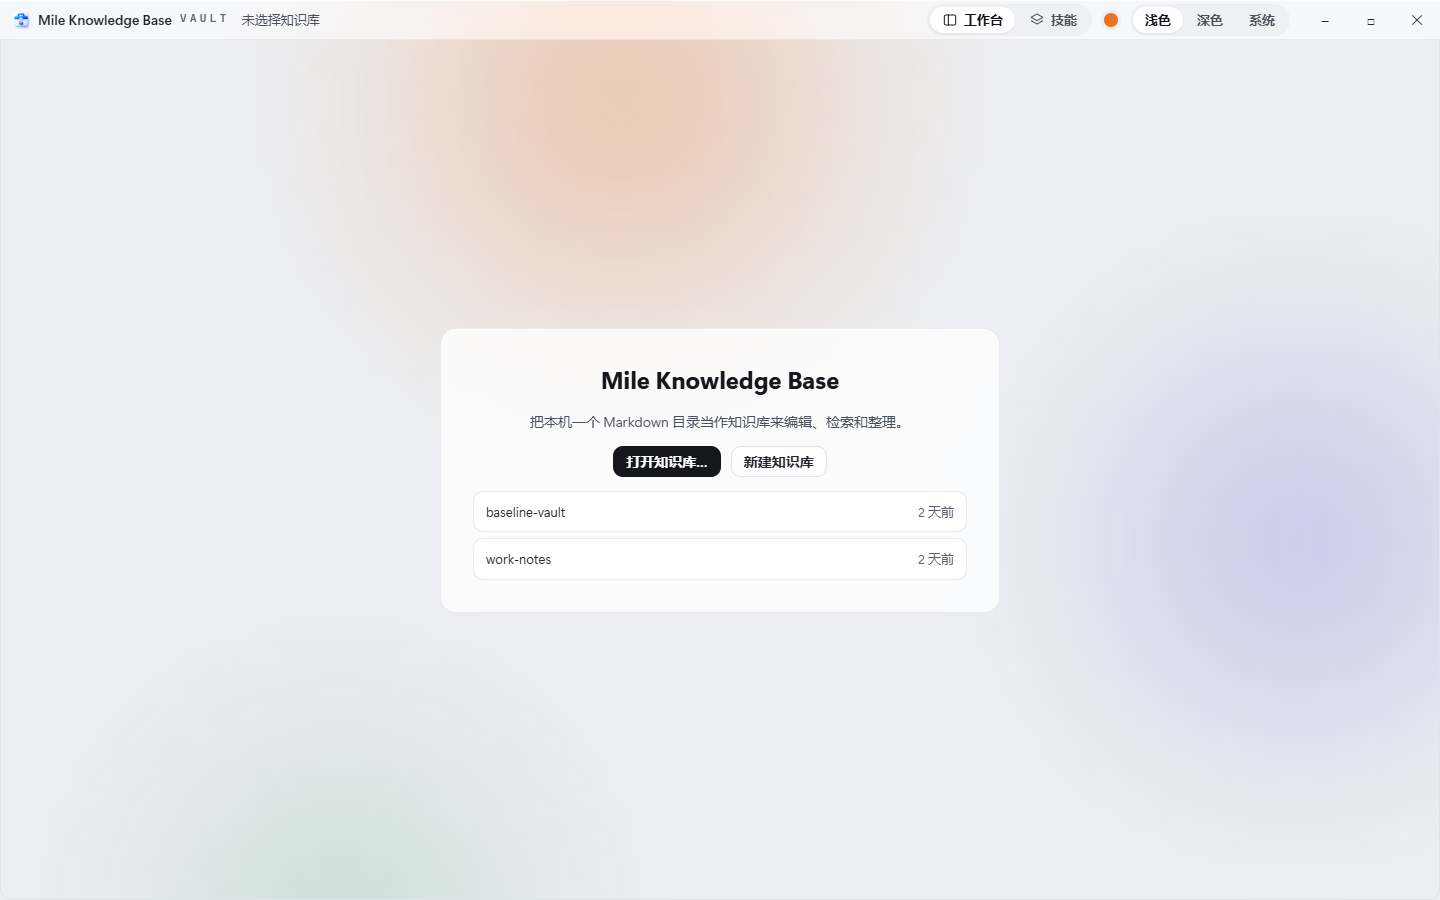 Mile Knowledge Base VAULT 未选择知识库 工作台 技能 浅色 深色 系统
Mile Knowledge Base
把本机一个 Markdown 目录当作知识库来编辑、检索和整理。
打开知识库... 新建知识库
baseline-vault 2 天前
work-notes 2 天前